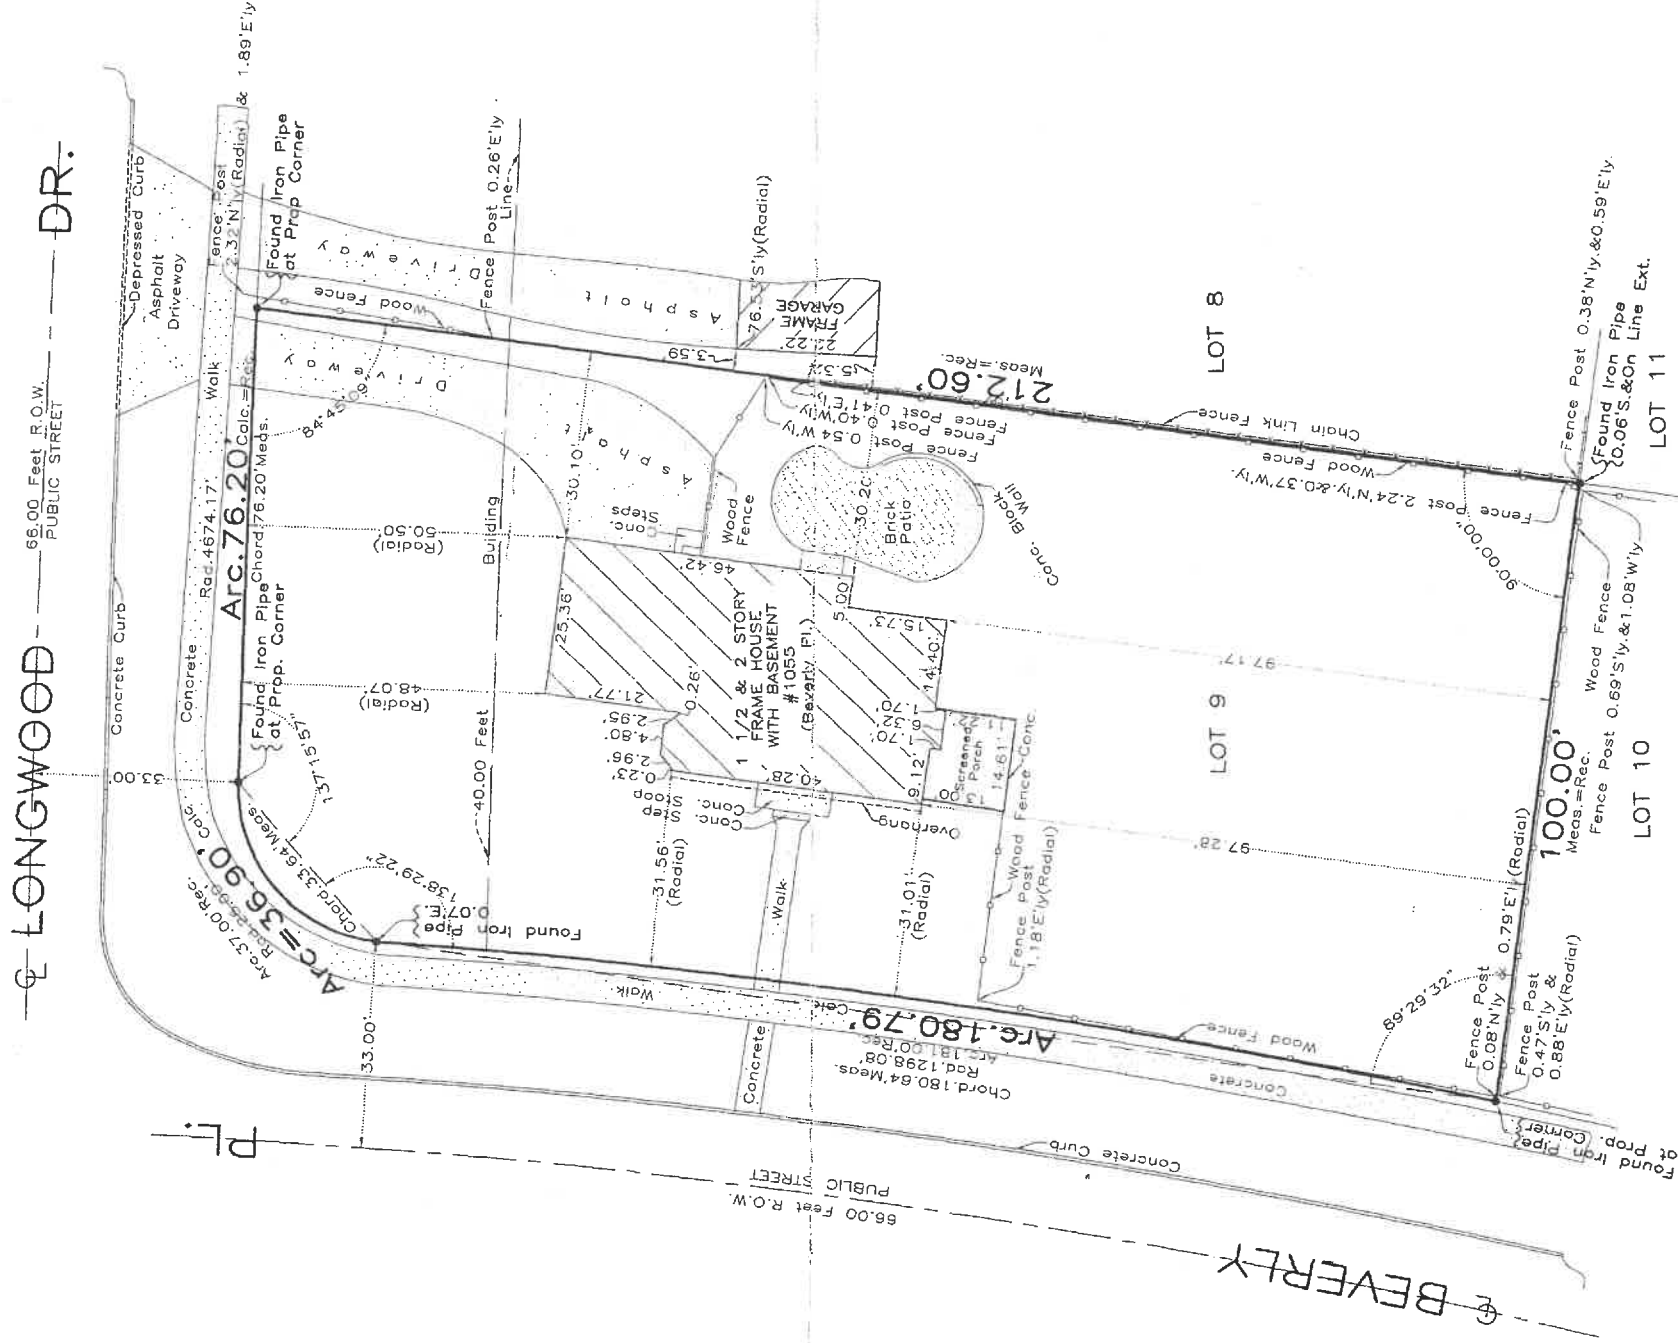 ℄ LONGWOOD DR.
66.00 Feet R.O.W.
PUBLIC STREET
Concrete Curb
Depressed Curb
Asphalt
Driveway
Concrete
Walk
Rad.4674.17'
Arc.76.20' Calc.=Rec.
Chord.76.20'Meas.
Fence Post
2.32'N'ly(Radial) & 1.89'E'ly
Found Iron Pipe
at Prop Corner
Found Iron Pipe
at Prop. Corner
33.00'
137°15'57"
84°45'09"
48.07'
(Radial)
50.50'
(Radial)
Building
Line
40.00 Feet
Fence Post 0.26'E'ly
Wood Fence
Asphalt Driveway
Asphalt Driveway
Arc.37.00'Rec.
Rad.25.00'
Arc=36.90' Calc.
Chord.33.64'Meas.
138°29'22"
Found Iron Pipe
0.07'E.
33.00'
30.10'
25.36'
21.77'
0.26'
2.95'
4.80'
2.96'
0.23'
46.42'
Conc.
Steps
Wood
Fence
1 1/2 & 2 STORY
FRAME HOUSE
WITH BASEMENT
#1055
(Beverly Pl.)
5.00'
15.73'
14.40'
1.70'
6.32'
1.70'
9.12'
40.28'
Conc. Stoop
Conc. Step
Overhang
Screened
Porch
13.00'
14.61'
11.22'
Conc.
31.56'
(Radial)
31.01'
(Radial)
Walk
Concrete
Brick
Patio
30.20'
Conc. Block
Wall
Fence Post 0.54'W'ly
Fence Post 0.40'W'ly
Fence Post 0.41'E'ly
3.59'
5.32'
22.22'
FRAME
GARAGE
76.53'S'ly(Radial)
212.60'
Meas.=Rec.
LOT 8
Chain Link Fence
Wood Fence
Fence Post 2.24'N'ly.&0.37'W'ly.
90°00'00"
Fence Post 0.38'N'ly.&0.59'E'ly.
Found Iron Pipe
0.06'S.&On Line Ext.
LOT 11
97.17'
97.28'
LOT 9
Wood Fence
Fence Post
1.18'E'ly(Radial)
Wood Fence
Fence Post 0.69'S'ly.&1.08'W'ly
100.00'
Meas.=Rec.
LOT 10
89°29'32"
Fence Post
0.08'N'ly & 0.79'E'ly(Radial)
Fence Post
0.47'S'ly &
0.88'E'ly(Radial)
Wood Fence
Found Iron
Pipe
at Prop.
Corner
Walk
Concrete
Arc.180.79' Calc
Arc.181.00'Rec.
Rad.1298.08'
Chord.180.64'Meas.
Concrete Curb
66.00 Feet R.O.W.
PUBLIC STREET
℄ BEVERLY PL.